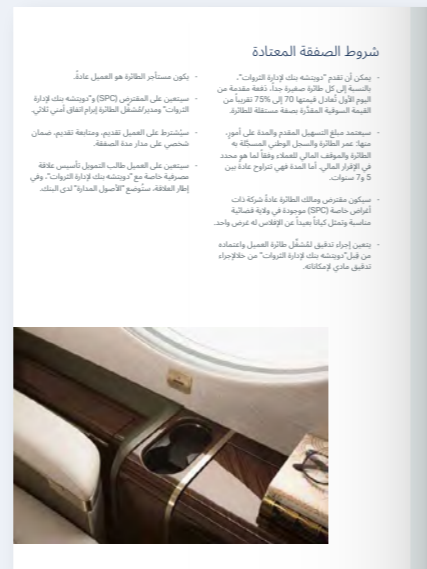 شروط الصفقة المعتادة
- يمكن أن تقدم "دويتشه بنك لإدارة الثروات"،
بالنسبة إلى كل طائرة صغيرة جداً، دفعة مقدمة من
اليوم الأول تُعادل قيمتها 70 إلى 75% تقريباً من
القيمة السوقية المقدَّرة بصفة مستقلة للطائرة.
- سيعتمد مبلغ التسهيل المقدم والمدة على أمورٍ،
منها: عمر الطائرة والسجل الوطني المسجَّلة به
الطائرة والموقف المالي للعملاء وفقاً لما هو محدد
في الإقرار المالي. أما المدة فهي تتراوح عادة بين
5 و7 سنوات.
- سيكون مقترض ومالك الطائرة عادةً شركة ذات
أغراض خاصة (SPC) موجودة في ولاية قضائية
مناسبة وتمثل كياناً بعيداً عن الإفلاس له غرض واحد.
- يتعين إجراء تدقيق لمُشغِّل طائرة العميل واعتماده
من قِبل"دويتشه بنك لإدارة الثروات" من خلالإجراء
تدقيق مادي لإمكاناته.
- يكون مستأجر الطائرة هو العميل عادةً.
- سيتعين على المقترض (SPC) و"دويتشه بنك لإدارة
الثروات" ومدير/مُشغِّل الطائرة إبرام اتفاق أمني ثلاثي.
- سيُشترط على العميل تقديم، ومتابعة تقديم، ضمان
شخصي على مدار مدة الصفقة.
- سيتعين على العميل طالب التمويل تأسيس علاقة
مصرفية خاصة مع "دويتشه بنك لإدارة الثروات"، وفي
إطار العلاقة، ستُوضع "الأصول المدارة" لدى البنك.